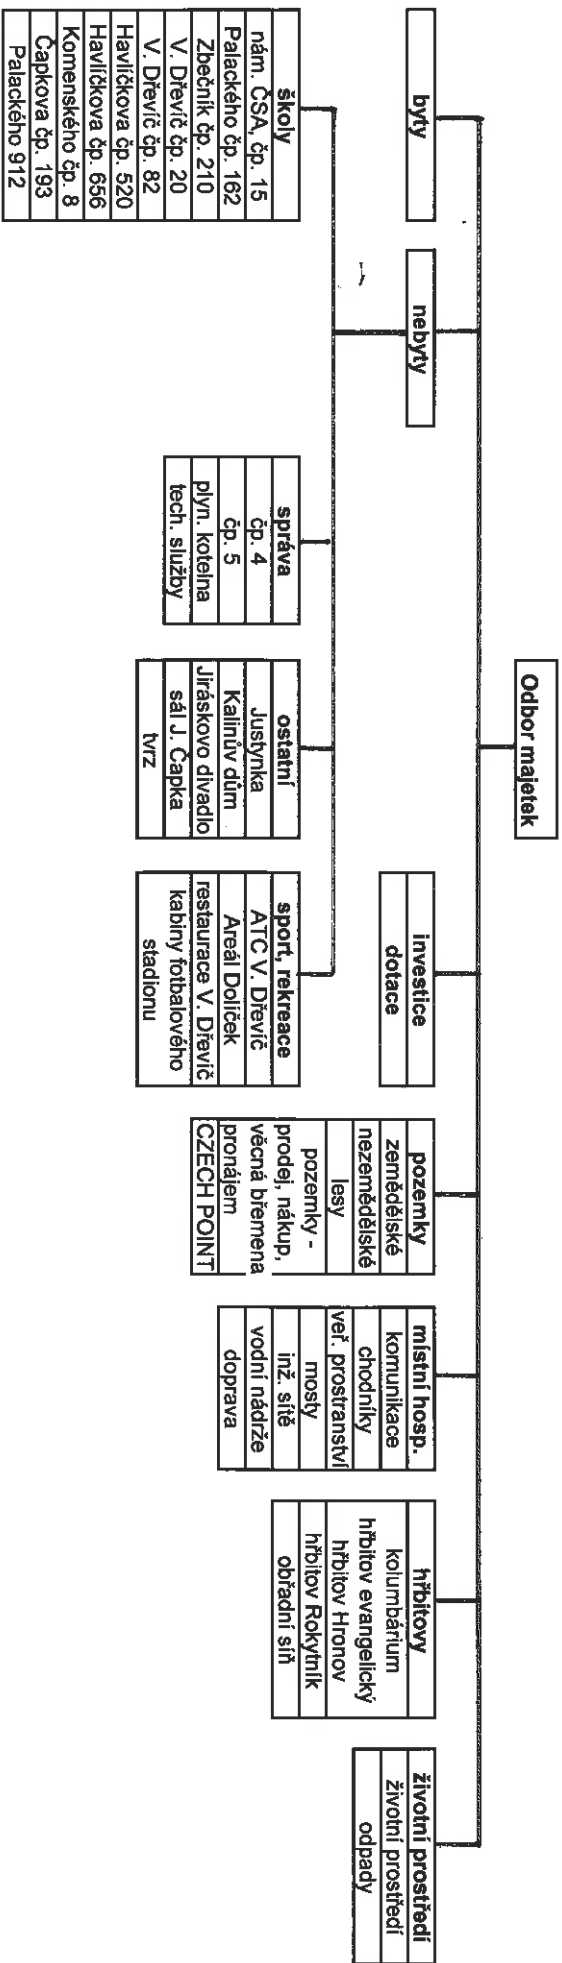 Odbor majetek
byty
nebyty
investice
dotace
pozemky
zemědělské
nezemědělské
lesy
pozemky -
prodej, nákup,
věcná břemena
pronájem
CZECH POINT
místní hosp.
komunikace
chodníky
veř. prostranství
mosty
inž. sítě
vodní nádrže
doprava
hřbitovy
kolumbárium
hřbitov evangelický
hřbitov Hronov
hřbitov Rokytník
obřadní síň
životní prostředí
životní prostředí
odpady
školy
nám. ČSA, čp. 15
Palackého čp. 162
Zbečník čp. 210
V. Dřevíč čp. 20
V. Dřevíč čp. 82
Havlíčkova čp. 520
Havlíčkova čp. 656
Komenského čp. 8
Čapkova čp. 193
Palackého 912
správa
čp. 4
čp. 5
plyn. kotelna
tech. služby
ostatní
Justynka
Kalinův dům
Jiráskovo divadlo
sál J. Čapka
tvrz
sport, rekreace
ATC V. Dřevíč
Areál Dolíček
restaurace V. Dřevíč
kabiny fotbalového
stadionu